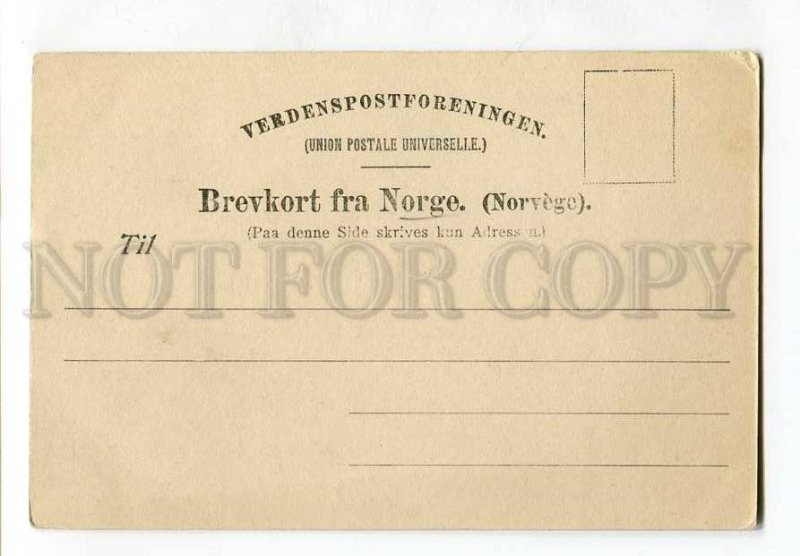 VERDENSPOSTFORENINGEN.
(UNION POSTALE UNIVERSELLE.)
Brevkort fra Norge. (Norvège).
(Paa denne Side skrives kun Adressen.)
Til
NOT FOR COPY